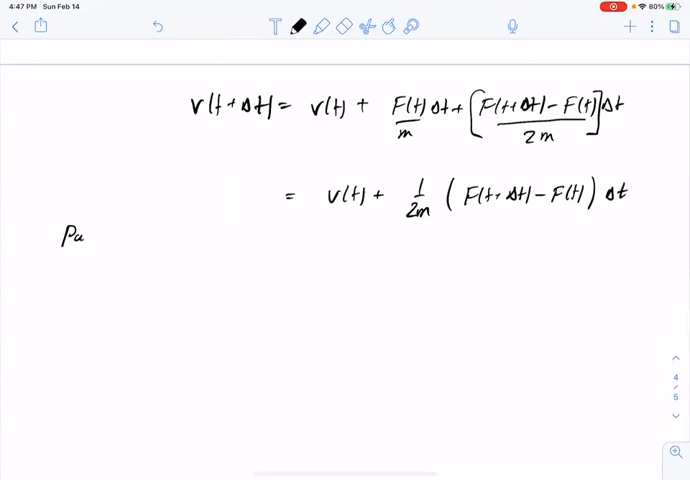 4:47 PM Sun Feb 14 80%
T
v(t + Δt) = v(t) + F(t)/m Δt + [F(t+Δt) - F(t)/2m] Δt
= v(t) + 1/2m (F(t+Δt) - F(t)) Δt
Pa
4
/
5